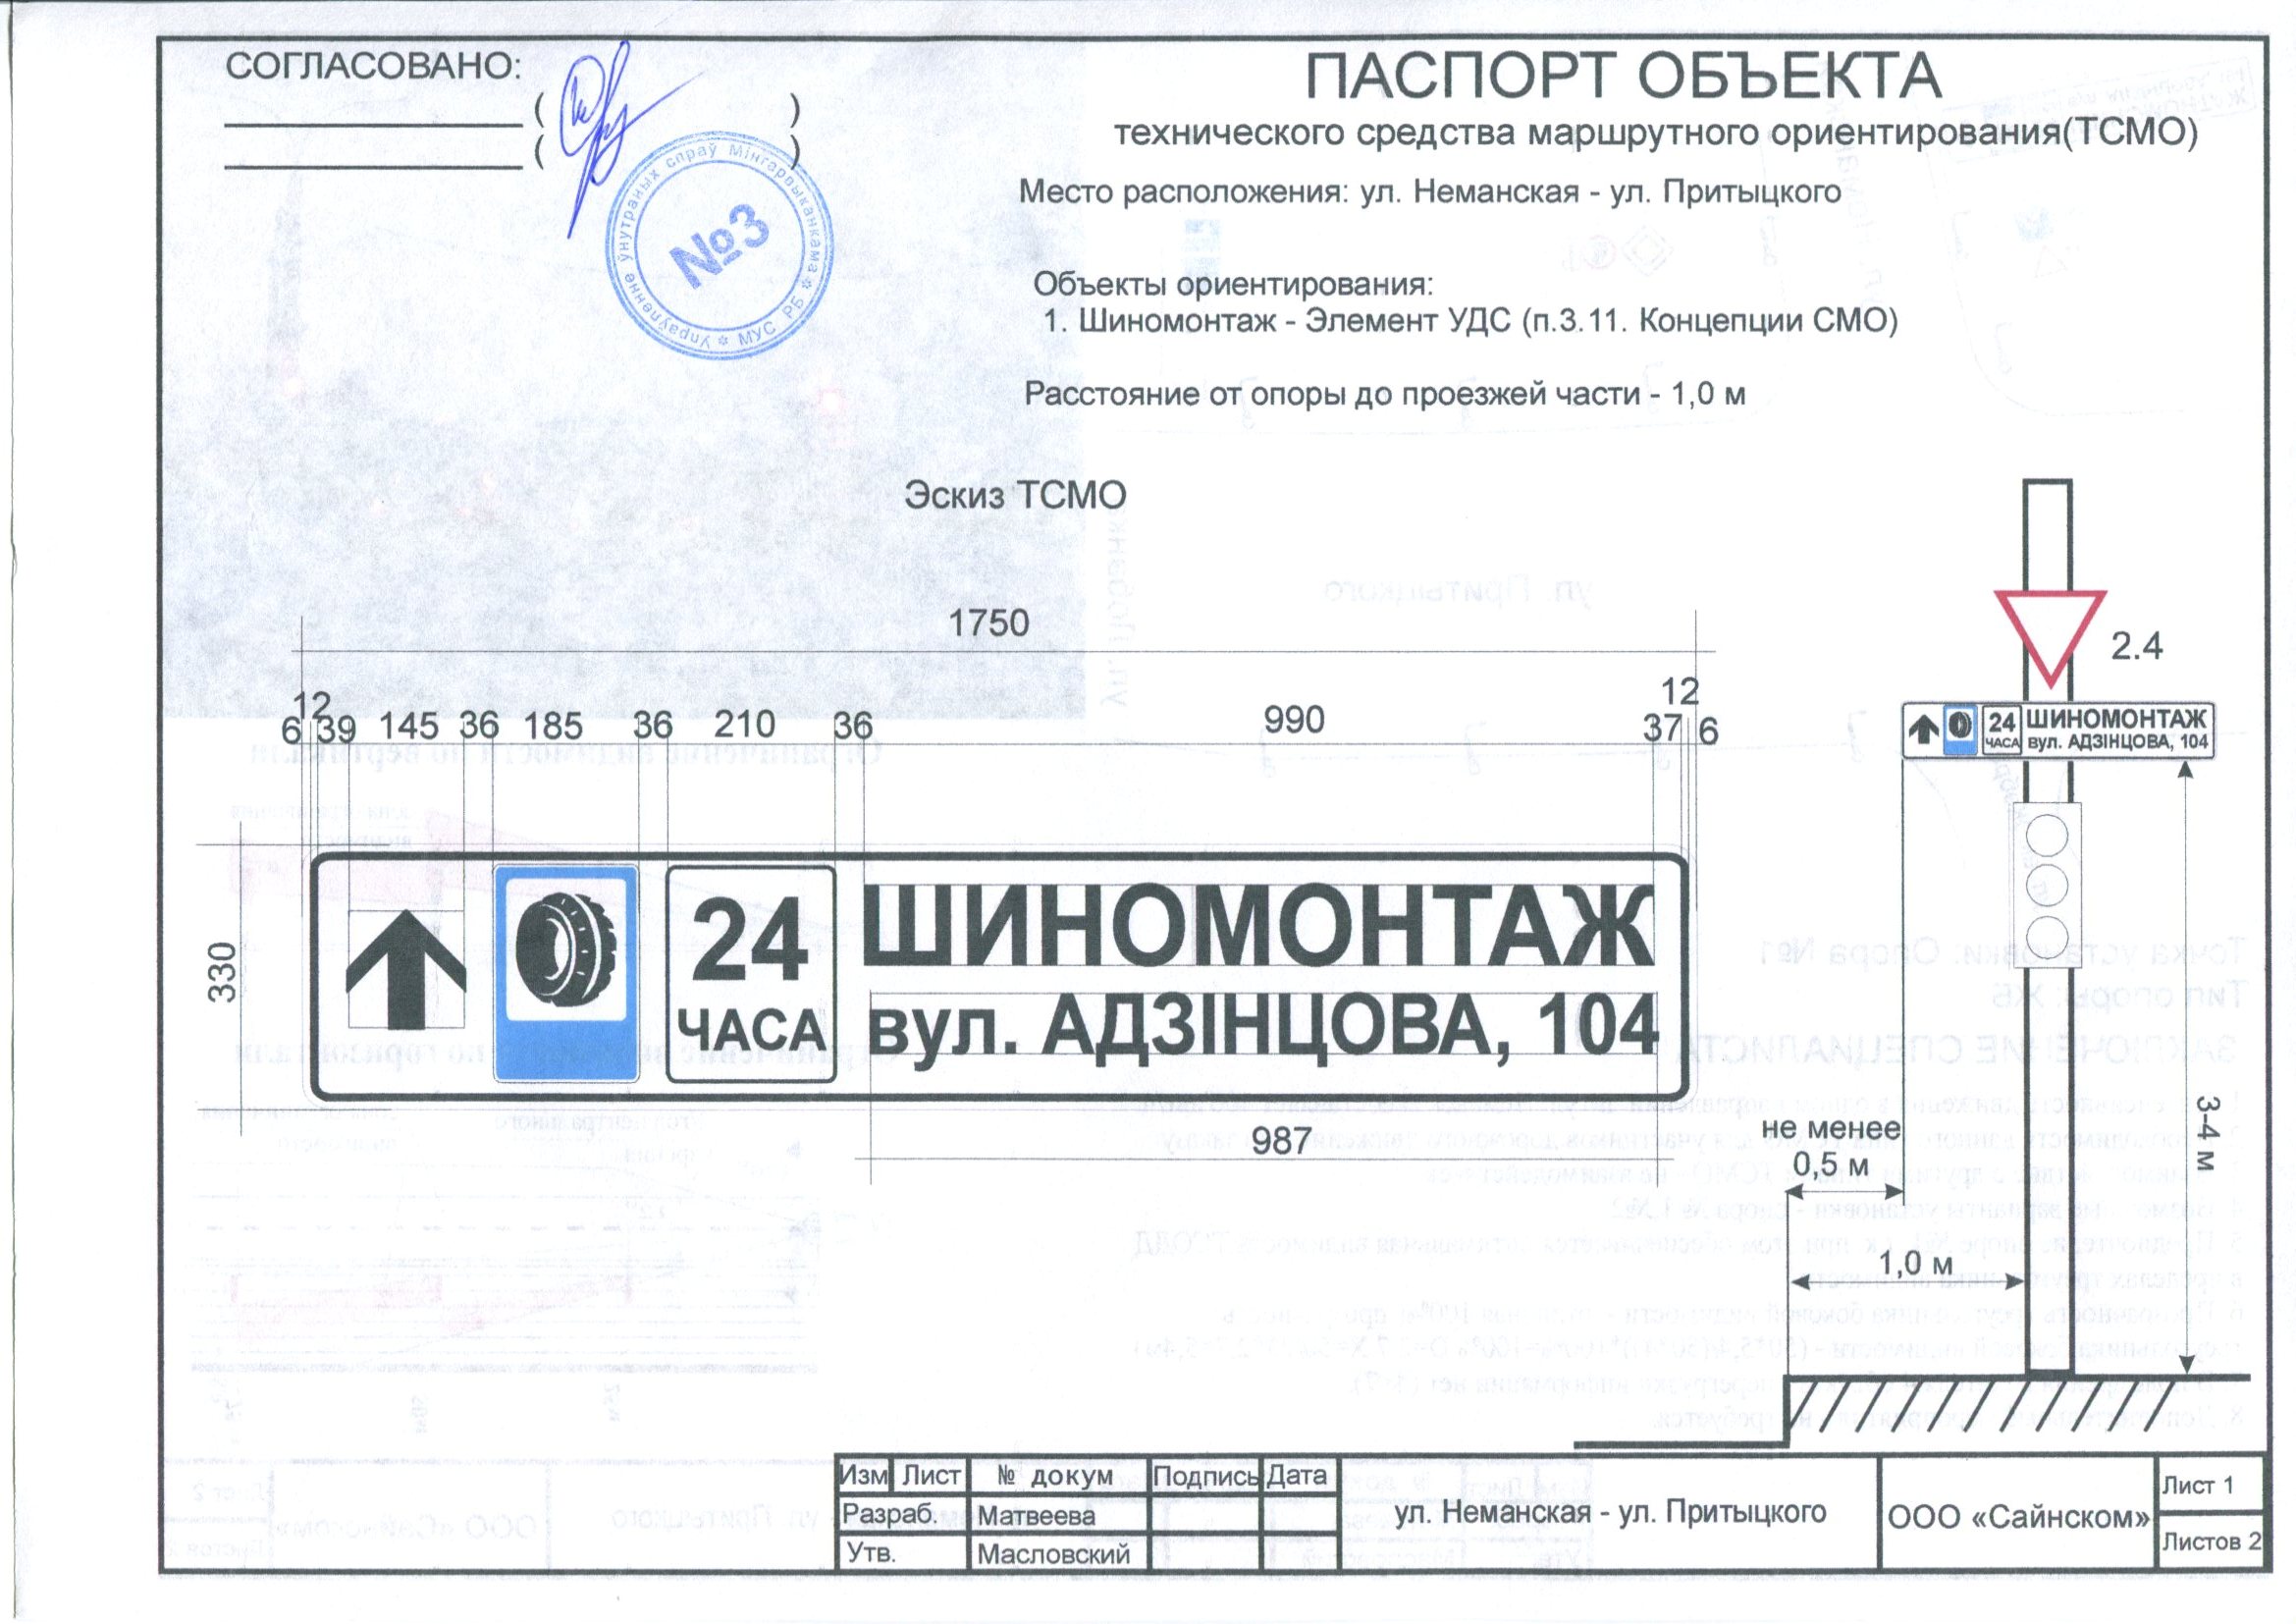 СОГЛАСОВАНО:
( )
( )
Упраўленне ўнутраных спраў Мінгарвыканкама * МУС РБ *
№3
ПАСПОРТ ОБЪЕКТА
технического средства маршрутного ориентирования(ТСМО)
Место расположения: ул. Неманская - ул. Притыцкого
Объекты ориентирования:
1. Шиномонтаж - Элемент УДС (п.3.11. Концепции СМО)
Расстояние от опоры до проезжей части - 1,0 м
Эскиз ТСМО
1750
12
6 39 145 36 185 36 210 36 990 37 6
12
330
24
ЧАСА
ШИНОМОНТАЖ
вул. АДЗІНЦОВА, 104
987
2.4
24
ЧАСА
ШИНОМОНТАЖ
вул. АДЗІНЦОВА, 104
не менее
0,5 м
1,0 м
3-4 м
Изм Лист № докум Подпись Дата
Разраб. Матвеева
Утв. Масловский
ул. Неманская - ул. Притыцкого
ООО «Сайнском»
Лист 1
Листов 2